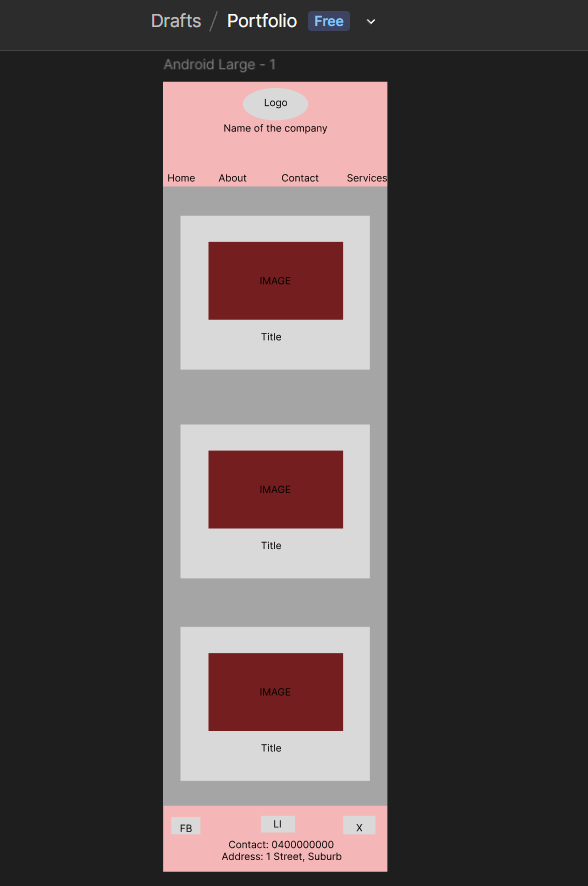 Drafts / Portfolio Free
Android Large - 1
Logo
Name of the company
Home About Contact Services
IMAGE
Title
IMAGE
Title
IMAGE
Title
FB LI X
Contact: 0400000000
Address: 1 Street, Suburb